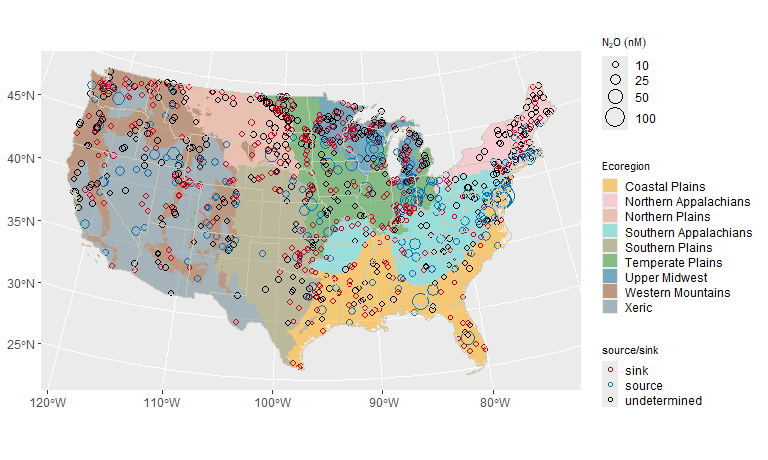 N₂O (nM)
10
25
50
100
Ecoregion
Coastal Plains
Northern Appalachians
Northern Plains
Southern Appalachians
Southern Plains
Temperate Plains
Upper Midwest
Western Mountains
Xeric
source/sink
sink
source
undetermined
45°N
40°N
35°N
30°N
25°N
120°W
110°W
100°W
90°W
80°W